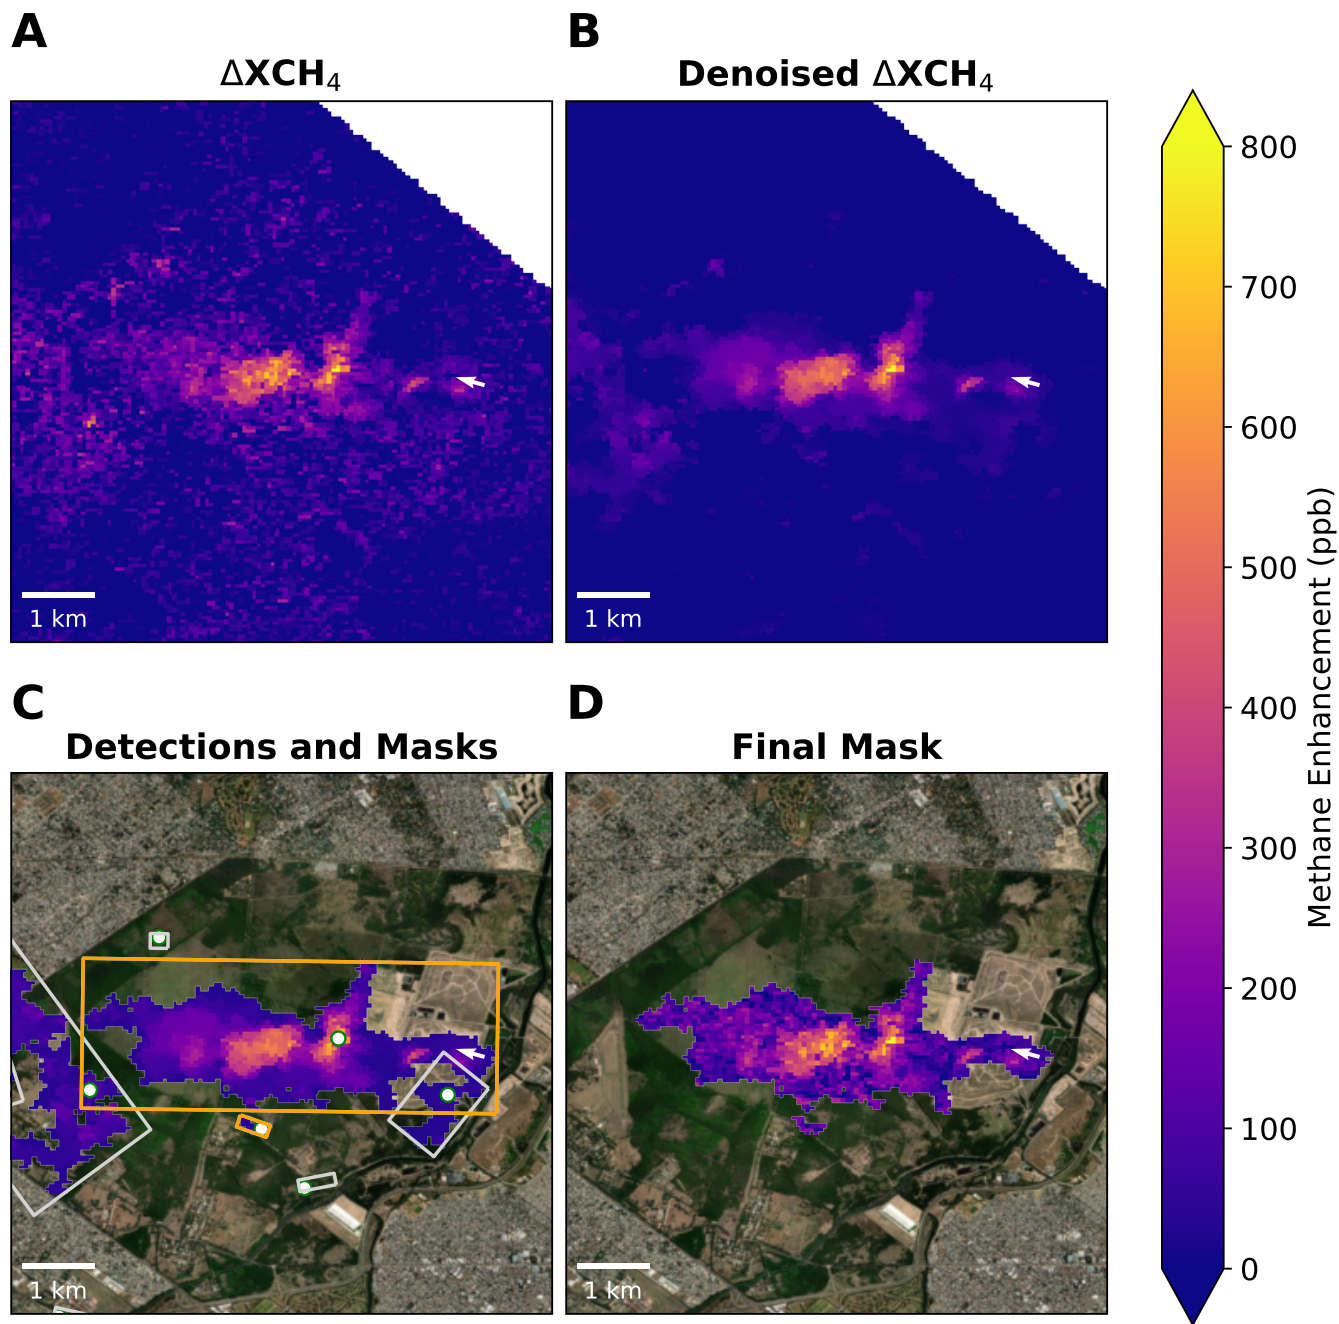 A
B
ΔXCH₄
Denoised ΔXCH₄
1 km
1 km
C
D
Detections and Masks
Final Mask
1 km
1 km
800
700
600
500
400
300
200
100
0
Methane Enhancement (ppb)